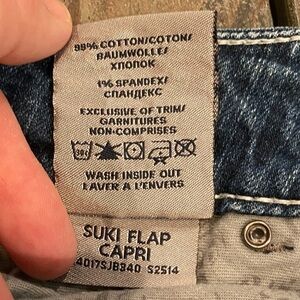 99% COTTON/COTON/
BAUMWOLLE/
ХЛОПОК
1% SPANDEX/
СПАНДЕКС
EXCLUSIVE OF TRIM/
GARNITURES
NON-COMPRISES
WASH INSIDE OUT
LAVER A L'ENVERS
SUKI FLAP
CAPRI
4017SJB340 S2514